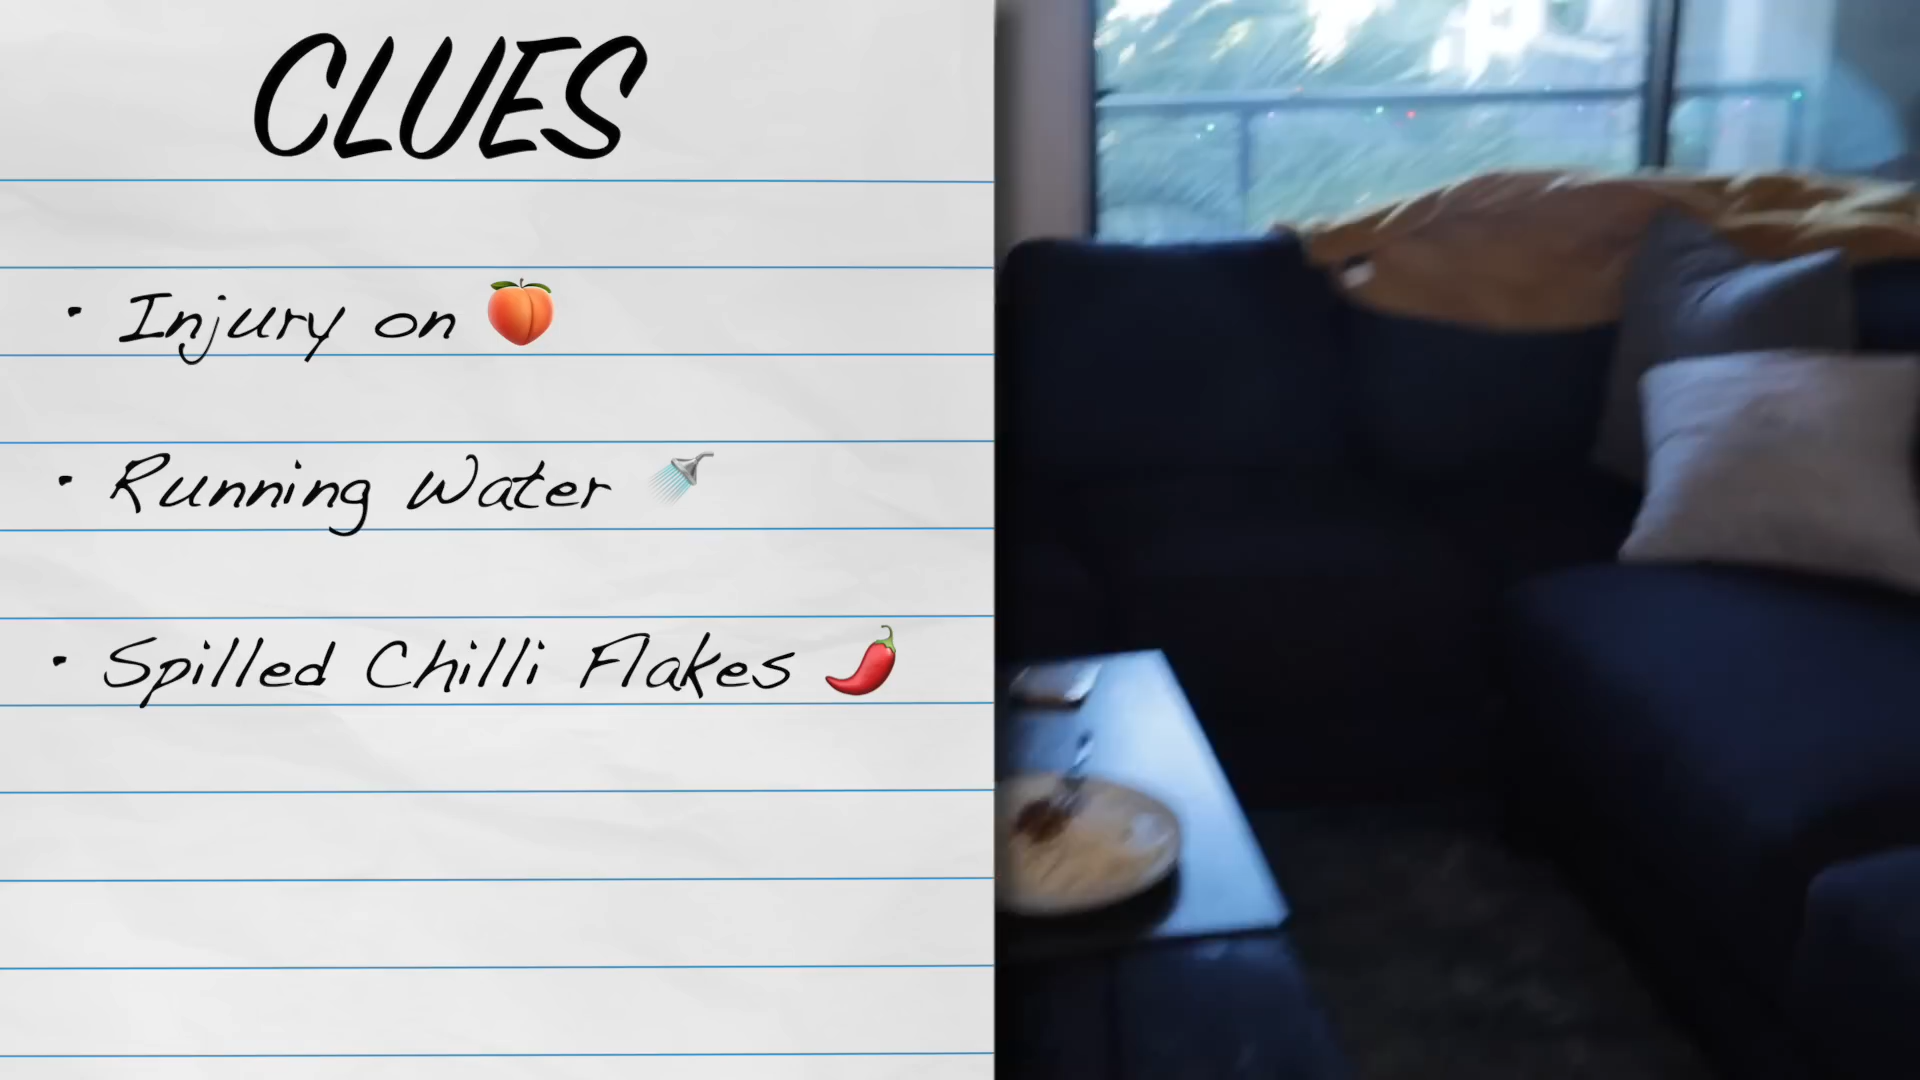 CLUES
· Injury on 🍑
· Running Water 🚿
· Spilled Chilli Flakes 🌶️